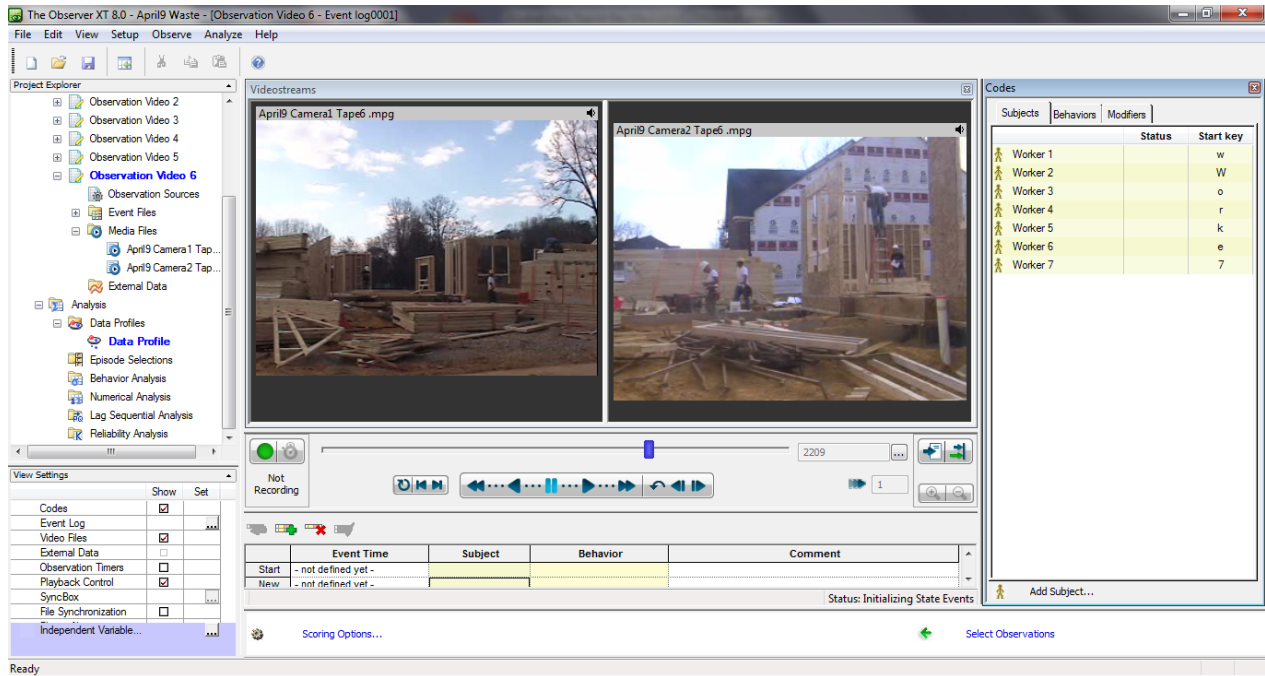 The Observer XT 8.0 - April9 Waste - [Observation Video 6 - Event log0001]
File Edit View Setup Observe Analyze Help
Project Explorer
Observation Video 2
Observation Video 3
Observation Video 4
Observation Video 5
Observation Video 6
Observation Sources
Event Files
Media Files
April9 Camera1 Tap...
April9 Camera2 Tap...
External Data
Analysis
Data Profiles
Data Profile
Episode Selections
Behavior Analysis
Numerical Analysis
Lag Sequential Analysis
Reliability Analysis
View Settings
Show Set
Codes
Event Log ...
Video Files
External Data
Observation Timers
Playback Control
SyncBox ...
File Synchronization
Independent Variable... ...
Videostreams
April9 Camera1 Tape6 .mpg
April9 Camera2 Tape6 .mpg
Not
Recording
2209 ...
1
Event Time Subject Behavior Comment
Start - not defined yet -
New - not defined yet -
Status: Initializing State Events
Scoring Options...
Select Observations
Codes
Subjects Behaviors Modifiers
Status Start key
Worker 1 w
Worker 2 W
Worker 3 o
Worker 4 r
Worker 5 k
Worker 6 e
Worker 7 7
Add Subject...
Ready